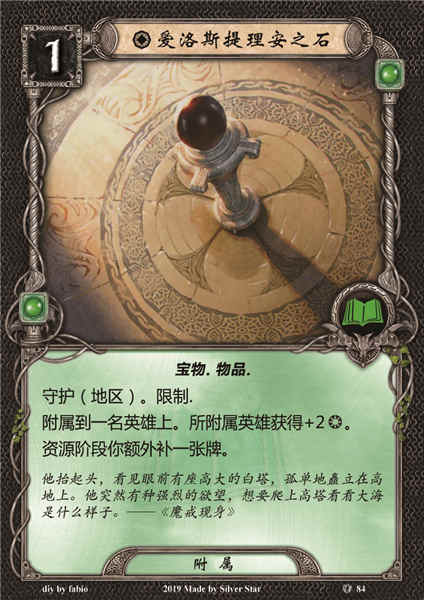 1
爱洛斯提理安之石
宝物. 物品.
守护（地区）。限制.
附属到一名英雄上。所附属英雄获得+2。
资源阶段你额外补一张牌。
他抬起头，看见眼前有座高大的白塔，孤单地矗立在高
地上。他突然有种强烈的欲望，想要爬上高塔看看大海
是什么样子。——《魔戒现身》
附 属
diy by fabio
2019 Made by Silver Star
84